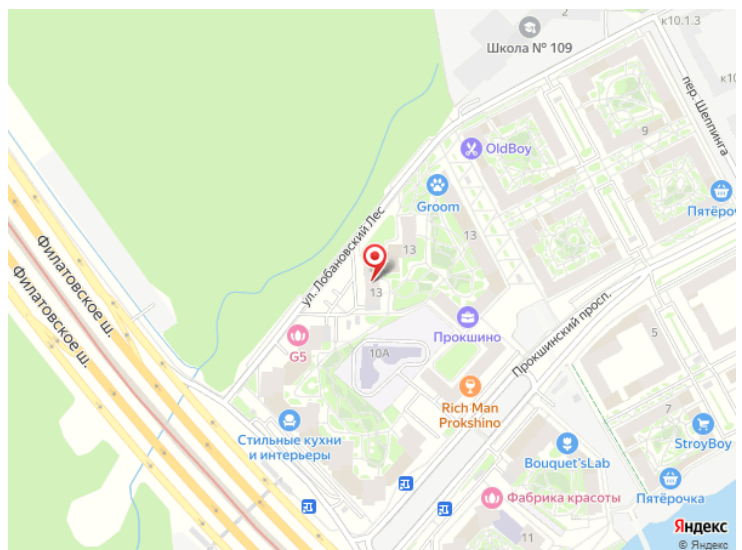 2
к10.1.3
Школа № 109
пер. Шеппинга
9
OldBoy
Groom
Пятёрочка
ул. Лобановский Лес
13
13
13
Филатовское ш.
Филатовское ш.
Прокшино
Прокшинский просп.
G5
10А
5
Rich Man
Prokshino
7
Стильные кухни
и интерьеры
StroyBoy
Bouquet'sLab
Пятёрочка
Фабрика красоты
11
Яндекс
© Яндекс